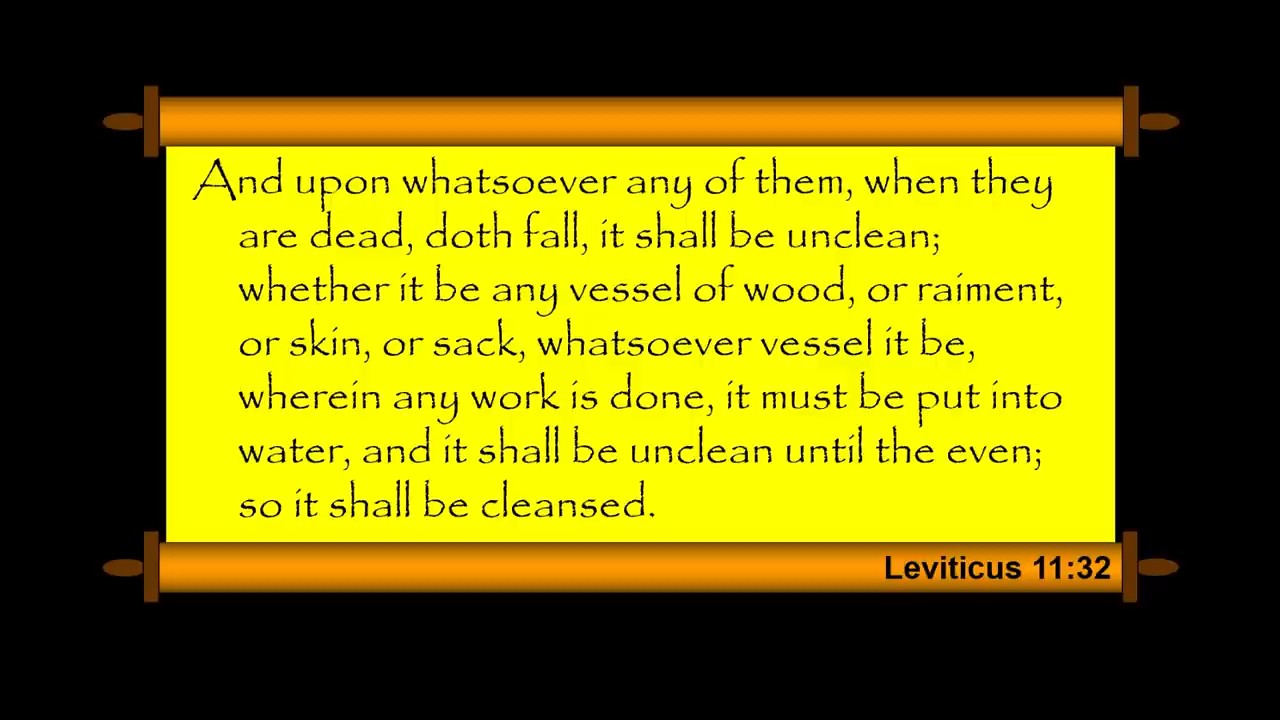 And upon whatsoever any of them, when they
are dead, doth fall, it shall be unclean;
whether it be any vessel of wood, or raiment,
or skin, or sack, whatsoever vessel it be,
wherein any work is done, it must be put into
water, and it shall be unclean until the even;
so it shall be cleansed.
Leviticus 11:32